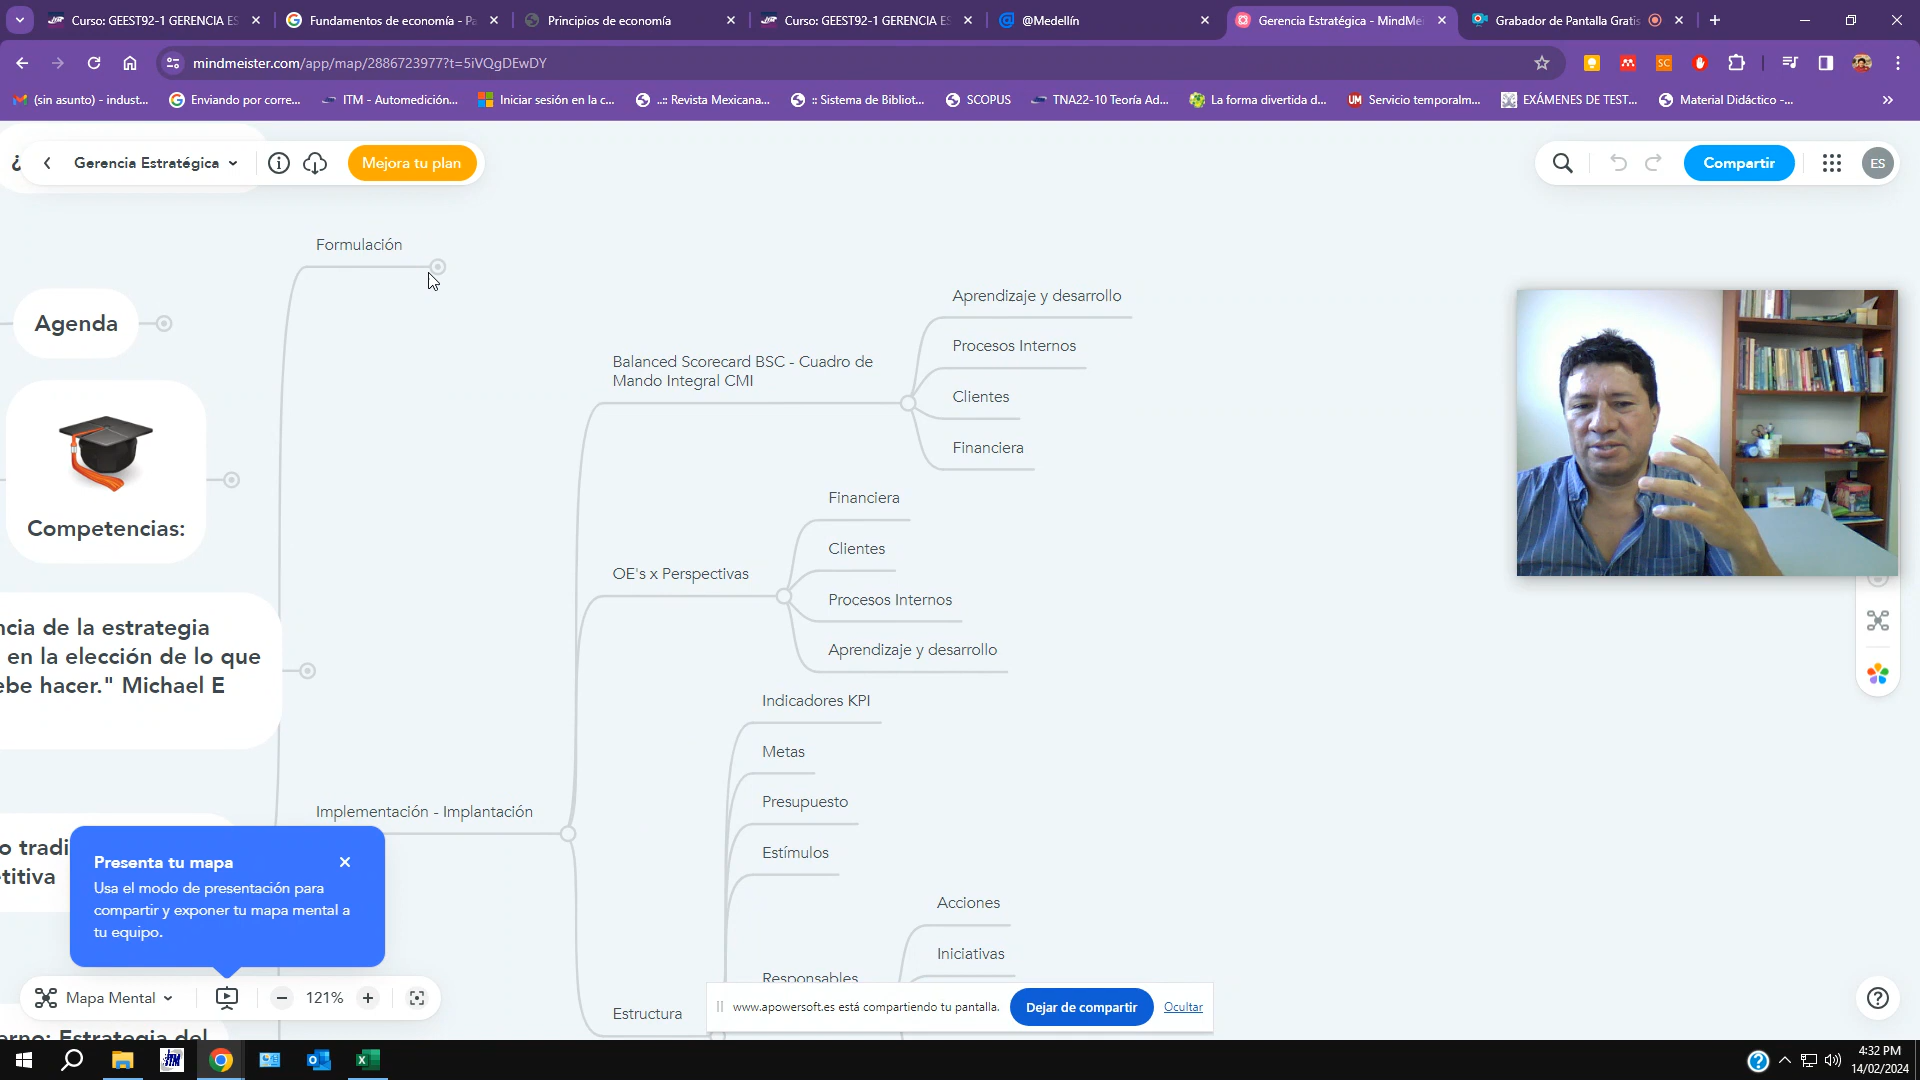 Curso: GEEST92-1 GERENCIA ES
Fundamentos de economía - Pa
Principios de economía
Curso: GEEST92-1 GERENCIA ES
@Medellín
Gerencia Estratégica - MindMei
Grabador de Pantalla Gratis
mindmeister.com/app/map/2886723977?t=5iVQgDEwDY
(sin asunto) - indust...
Enviando por corre...
ITM - Automedición...
Iniciar sesión en la c...
..:: Revista Mexicana...
:: Sistema de Bibliot...
SCOPUS
TNA22-10 Teoría Ad...
La forma divertida d...
Servicio temporalm...
EXÁMENES DE TEST...
Material Didáctico -...
¿
Gerencia Estratégica
Mejora tu plan
Compartir
ES
Formulación
Agenda
Competencias:
ncia de la estrategia
en la elección de lo que
ebe hacer." Michael E
Balanced Scorecard BSC - Cuadro de
Mando Integral CMI
Aprendizaje y desarrollo
Procesos Internos
Clientes
Financiera
OE's x Perspectivas
Financiera
Clientes
Procesos Internos
Aprendizaje y desarrollo
Indicadores KPI
Metas
Presupuesto
Estímulos
Implementación - Implantación
Acciones
Iniciativas
Responsables
Estructura
o tradi
titiva
erno: Estrategia del
Presenta tu mapa
Usa el modo de presentación para
compartir y exponer tu mapa mental a
tu equipo.
Mapa Mental
121%
www.apowersoft.es está compartiendo tu pantalla.
Dejar de compartir
Ocultar
4:32 PM
14/02/2024